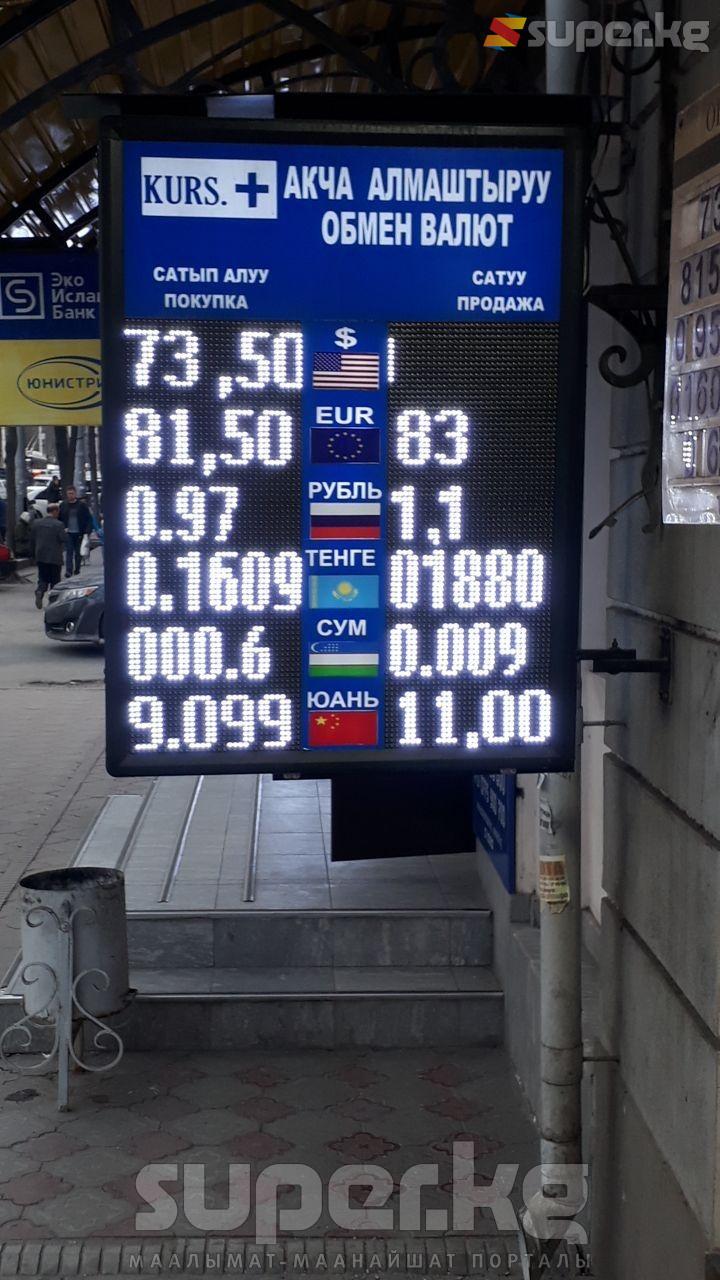 super.kg
KURS. +
АКЧА АЛМАШТЫРУУ
ОБМЕН ВАЛЮТ
САТЫП АЛУУ
ПОКУПКА
САТУУ
ПРОДАЖА
73,50 $
81,50 EUR 83
0.97 РУБЛЬ 1,1
0.1609 ТЕНГЕ 01880
000.6 СУМ 0.009
9.099 ЮАНЬ 11,00
Эко
Банк
815
super.kg
МААЛЫМАТ-МААНАЙШАТ ПОРТАЛЫ